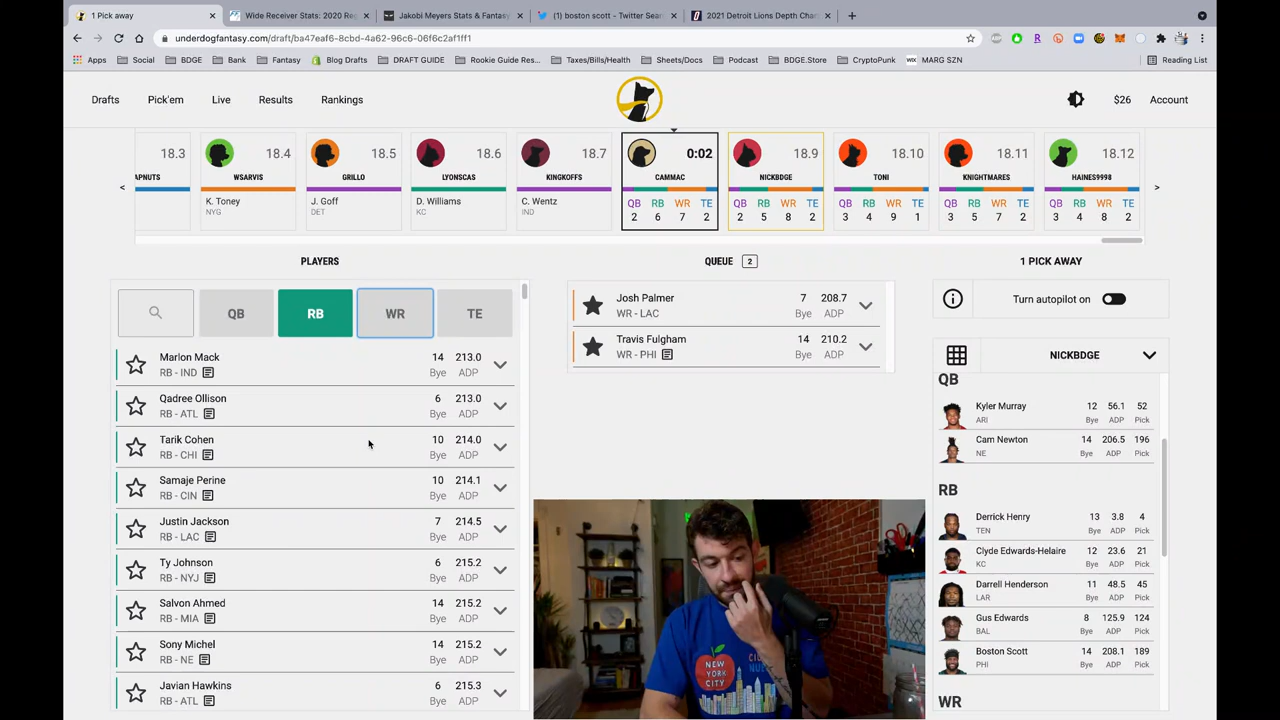 1 Pick away
Wide Receiver Stats: 2020 Reg
Jakobi Meyers Stats & Fantasy
(1) boston scott - Twitter Sear
2021 Detroit Lions Depth Chart
underdogfantasy.com/draft/ba47eaf6-8cbd-4a62-96c6-06f6c2af1ff1
Apps Social BDGE Bank Fantasy Blog Drafts DRAFT GUIDE Rookie Guide Res... Taxes/Bills/Health Sheets/Docs Podcast BDGE.Store CryptoPunk WIX MARG SZN Reading List
Drafts Pick'em Live Results Rankings $26 Account
18.3 18.4 18.5 18.6 18.7 0:02 18.9 18.10 18.11 18.12
APNUTS WSARVIS GRILLO LYONSCAS KINGKOFFS CAMMAC NICKBDGE TONI KNIGHTMARES HAINES9998
K. Toney J. Goff D. Williams C. Wentz QB RB WR TE QB RB WR TE QB RB WR TE QB RB WR TE QB RB WR TE
NYG DET KC IND 2 6 7 2 2 5 8 2 3 4 9 1 3 5 7 2 3 4 8 2
< >
PLAYERS QUEUE 2 1 PICK AWAY
QB RB WR TE
Marlon Mack 14 213.0
RB - IND Bye ADP
Qadree Ollison 6 213.0
RB - ATL Bye ADP
Tarik Cohen 10 214.0
RB - CHI Bye ADP
Samaje Perine 10 214.1
RB - CIN Bye ADP
Justin Jackson 7 214.5
RB - LAC Bye ADP
Ty Johnson 6 215.2
RB - NYJ Bye ADP
Salvon Ahmed 14 215.2
RB - MIA Bye ADP
Sony Michel 14 215.2
RB - NE Bye ADP
Javian Hawkins 6 215.3
RB - ATL Bye ADP
Josh Palmer 7 208.7
WR - LAC Bye ADP
Travis Fulgham 14 210.2
WR - PHI Bye ADP
Turn autopilot on
NICKBDGE
QB
Kyler Murray 12 56.1 52
ARI Bye ADP Pick
Cam Newton 14 206.5 196
NE Bye ADP Pick
RB
Derrick Henry 13 3.8 4
TEN Bye ADP Pick
Clyde Edwards-Helaire 12 23.6 21
KC Bye ADP Pick
Darrell Henderson 11 48.5 45
LAR Bye ADP Pick
Gus Edwards 8 125.9 124
BAL Bye ADP Pick
Boston Scott 14 208.1 189
PHI Bye ADP Pick
WR
NEW YORK
CITY